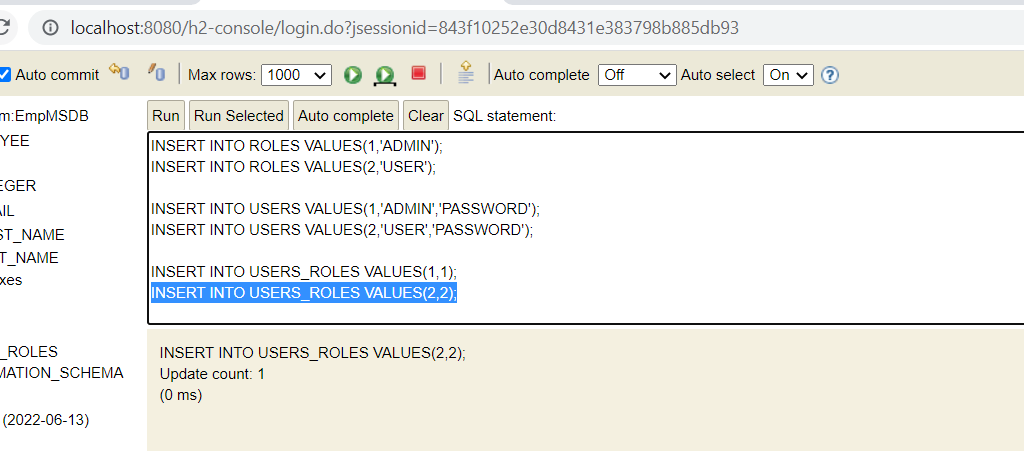 localhost:8080/h2-console/login.do?jsessionid=843f10252e30d8431e383798b885db93
Auto commit Max rows: 1000 Auto complete Off Auto select On ?
m:EmpMSDB
YEE
EGER
AIL
ST_NAME
T_NAME
xes
_ROLES
MATION_SCHEMA
(2022-06-13)
Run Run Selected Auto complete Clear SQL statement:
INSERT INTO ROLES VALUES(1,'ADMIN');
INSERT INTO ROLES VALUES(2,'USER');
INSERT INTO USERS VALUES(1,'ADMIN','PASSWORD');
INSERT INTO USERS VALUES(2,'USER','PASSWORD');
INSERT INTO USERS_ROLES VALUES(1,1);
INSERT INTO USERS_ROLES VALUES(2,2);
INSERT INTO USERS_ROLES VALUES(2,2);
Update count: 1
(0 ms)